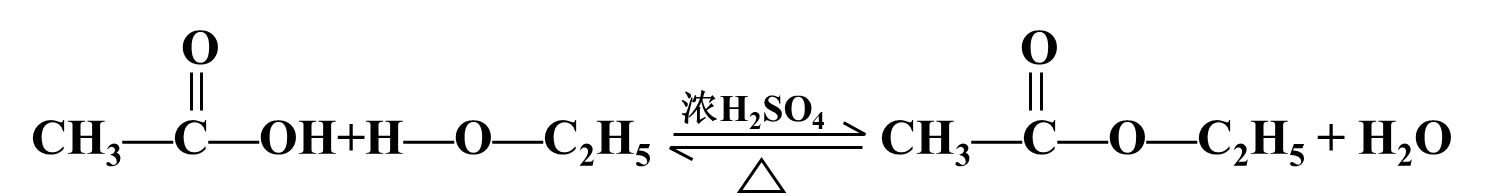 O O
浓H₂SO₄
CH₃—C—OH+H—O—C₂H₅ ⇌ CH₃—C—O—C₂H₅ + H₂O
△